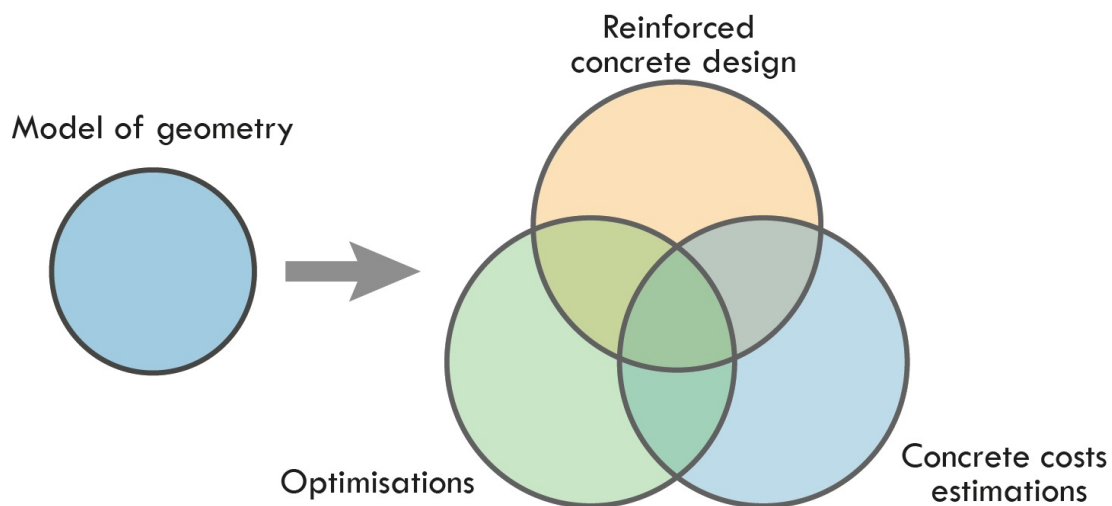 Reinforced
concrete design
Model of geometry
Optimisations
Concrete costs
estimations